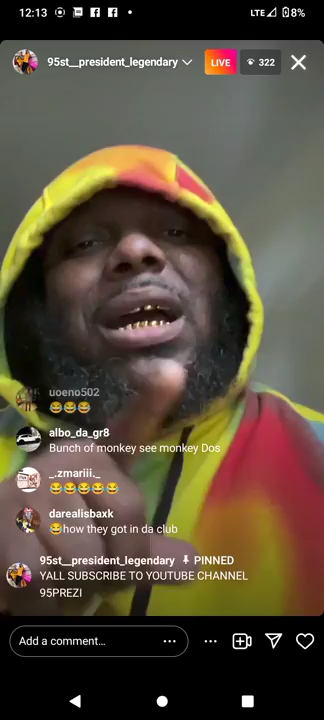 12:13
LTE 8%
95st__president_legendary
LIVE
322
uoeno502
😂😂😂
albo_da_gr8
Bunch of monkey see monkey Dos
_.zmariii._
😂😂😂😂😂
darealisbaxk
😂how they got in da club
95st__president_legendary PINNED
YALL SUBSCRIBE TO YOUTUBE CHANNEL
95PREZI
Add a comment…